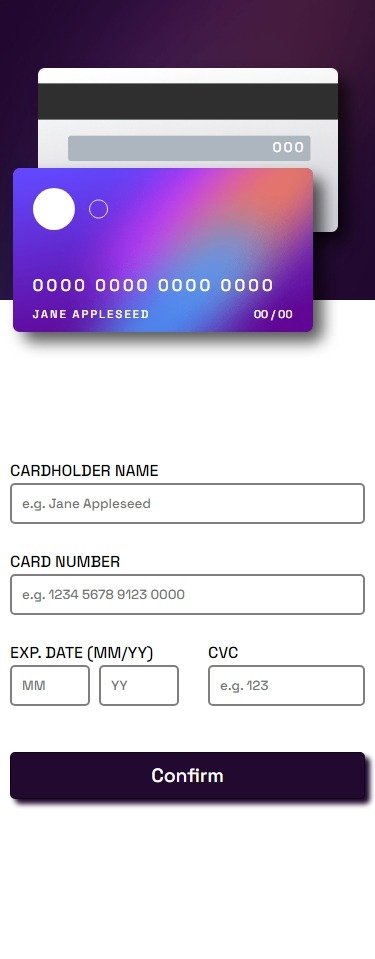 000
0000 0000 0000 0000
JANE APPLESEED 00/00
CARDHOLDER NAME
e.g. Jane Appleseed
CARD NUMBER
e.g. 1234 5678 9123 0000
EXP. DATE (MM/YY) CVC
MM YY e.g. 123
Confirm